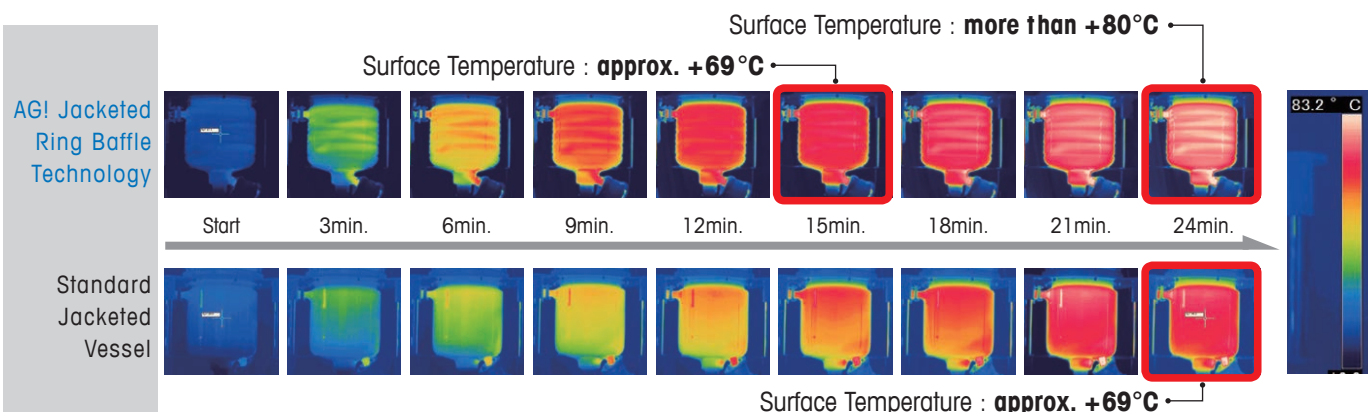 Surface Temperature : more than +80°C
Surface Temperature : approx. +69°C
AG! Jacketed
Ring Baffle
Technology
83.2 ° C
Start 3min. 6min. 9min. 12min. 15min. 18min. 21min. 24min.
Standard
Jacketed
Vessel
Surface Temperature : approx. +69°C